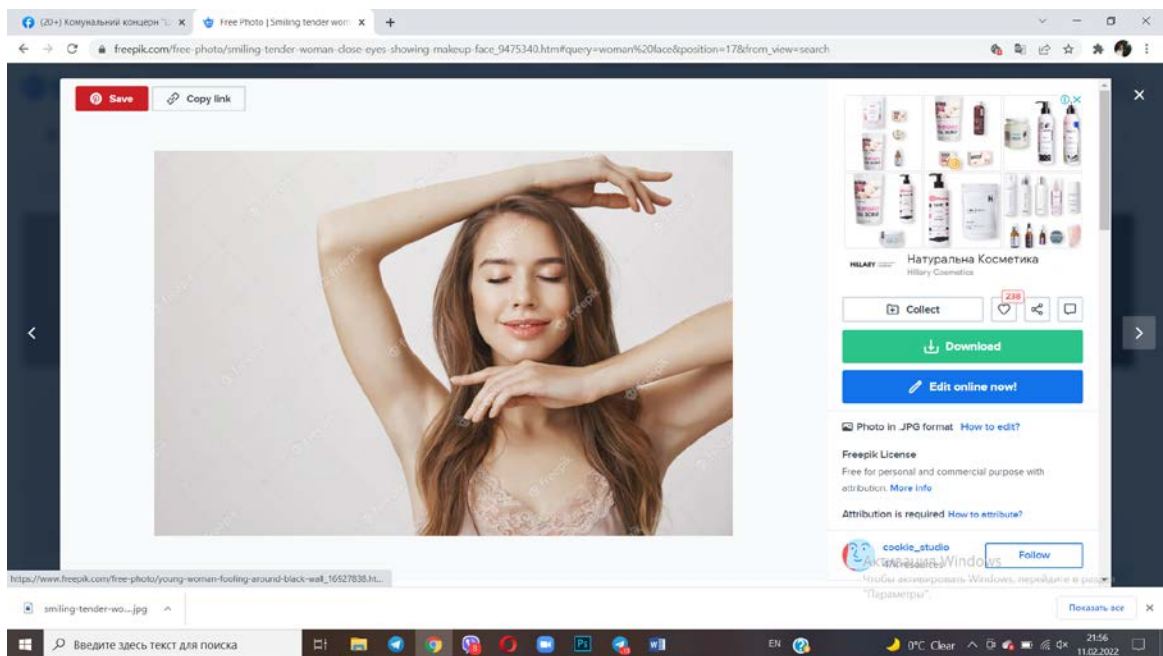 (20+) Комунальний концерн "Ц
Free Photo | Smiling tender wom
freepik.com/free-photo/smiling-tender-woman-close-eyes-showing-makeup-face_9475340.htm#query=woman%20face&position=17&from_view=search
Save
Copy link
freepik
HILLARY
Натуральна Косметика
Hillary Cosmetics
Collect
238
Download
Edit online now!
Photo in .JPG format How to edit?
Freepik License
Free for personal and commercial purpose with
attribution. More info
Attribution is required How to attribute?
cookie_studio
resources
Follow
Активация Windows
Чтобы активировать Windows, перейдите в раздел
"Параметры".
https://www.freepik.com/free-photo/young-woman-fooling-around-black-wall_16927838.ht...
smiling-tender-wo....jpg
Показать все
Введите здесь текст для поиска
Ps
EN
0°C Clear
21:56
11.02.2022